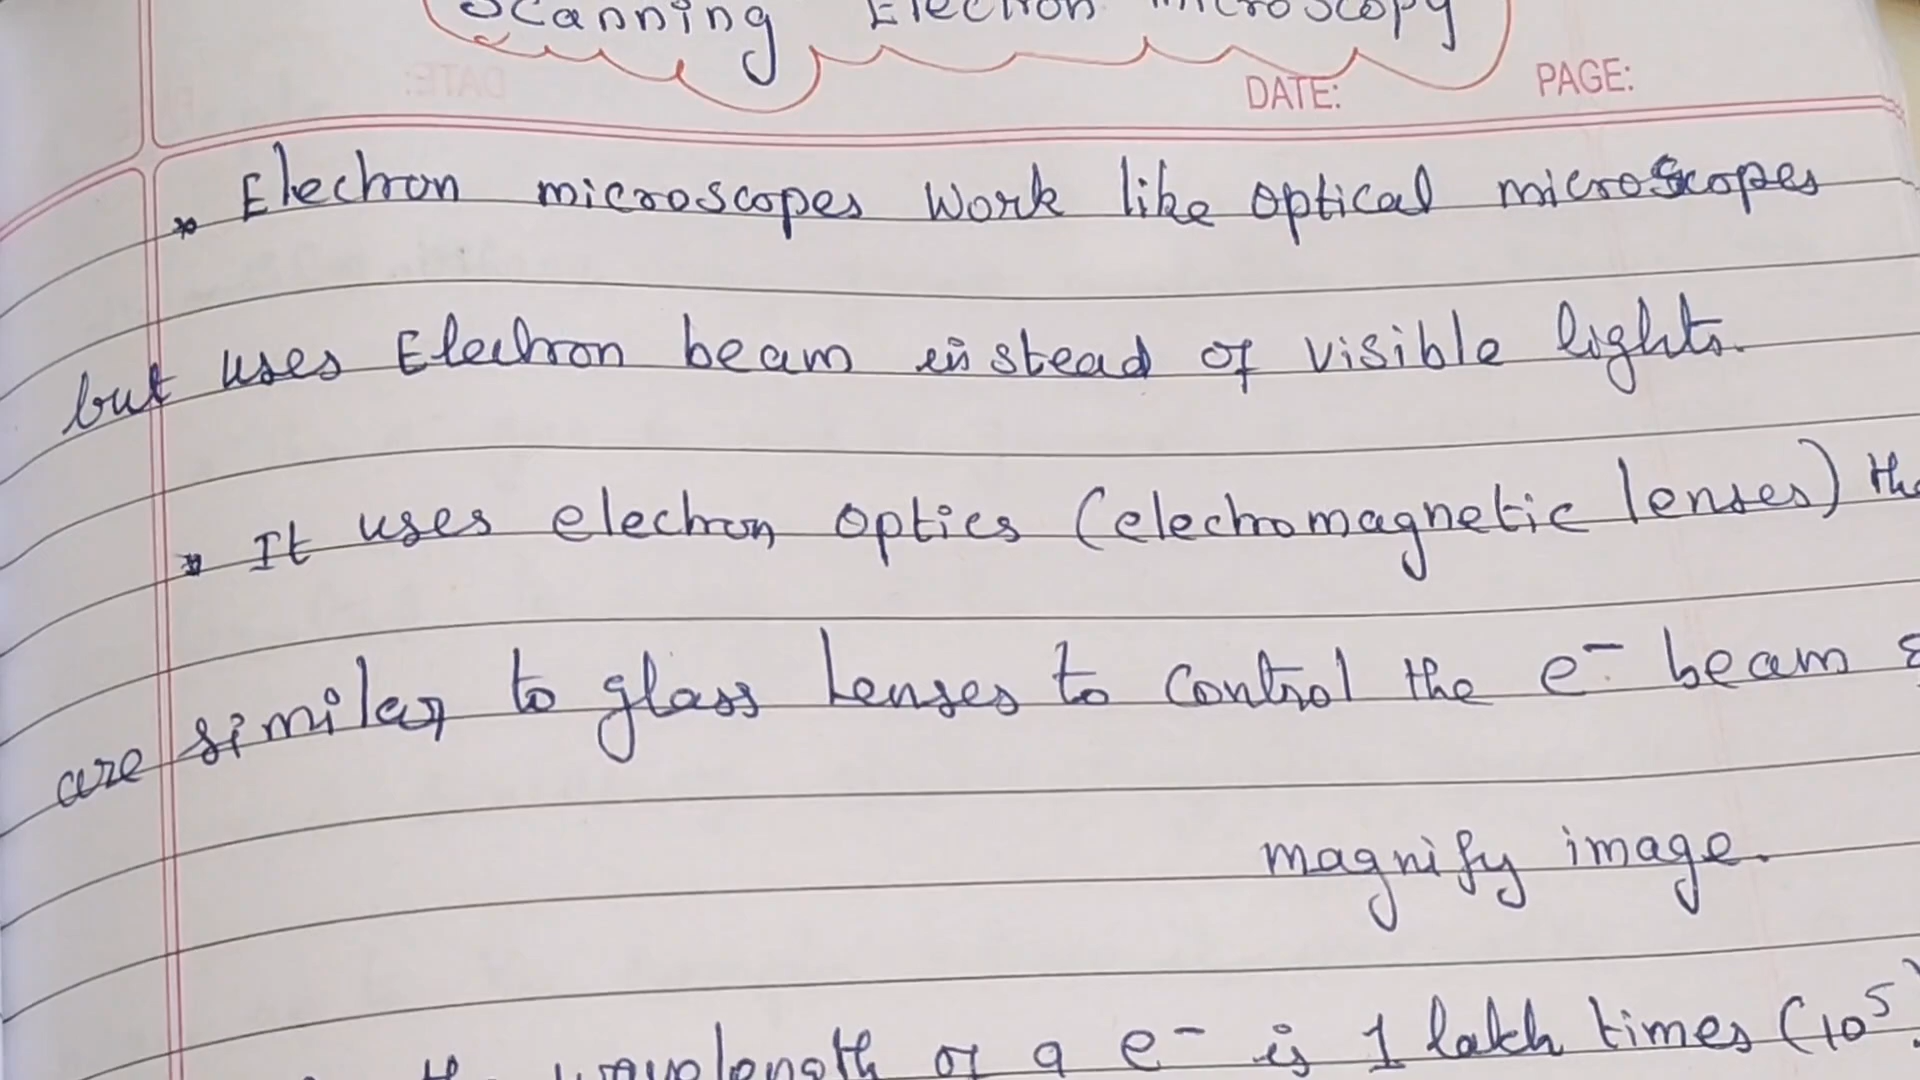 Scanning Electron Microscopy
DATE: PAGE:
* Electron microscopes work like optical microscopes
but uses Electron beam instead of visible lights.
* It uses electron optics (electromagnetic lenses)
are similar to glass lenses to control the e⁻ beam
magnify image.
wavelength of a e⁻ is 1 lakh times (10⁵)